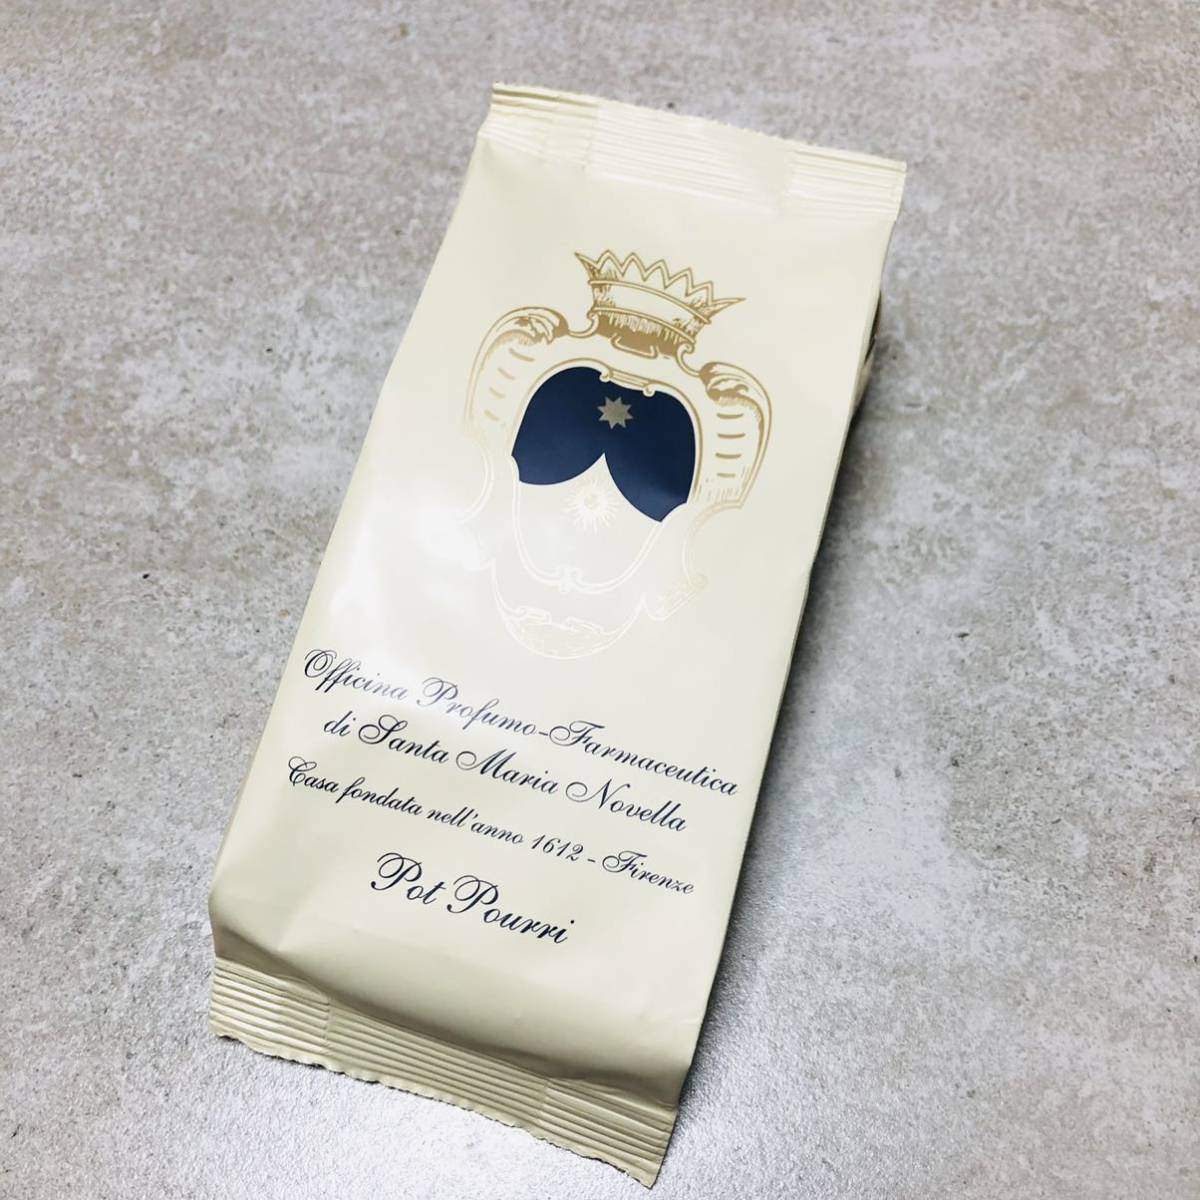 Officina Profumo-Farmaceutica
di Santa Maria Novella
Casa fondata nell'anno 1612 - Firenze
Pot Pourri